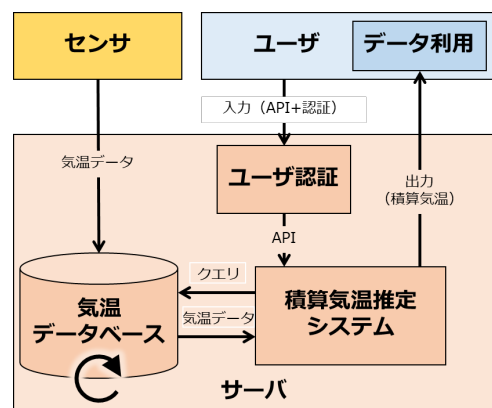 センサ
ユーザ
データ利用
入力（API+認証）
気温データ
ユーザ認証
出力
（積算気温）
API
クエリ
気温
データベース
気温データ
積算気温推定
システム
サーバ